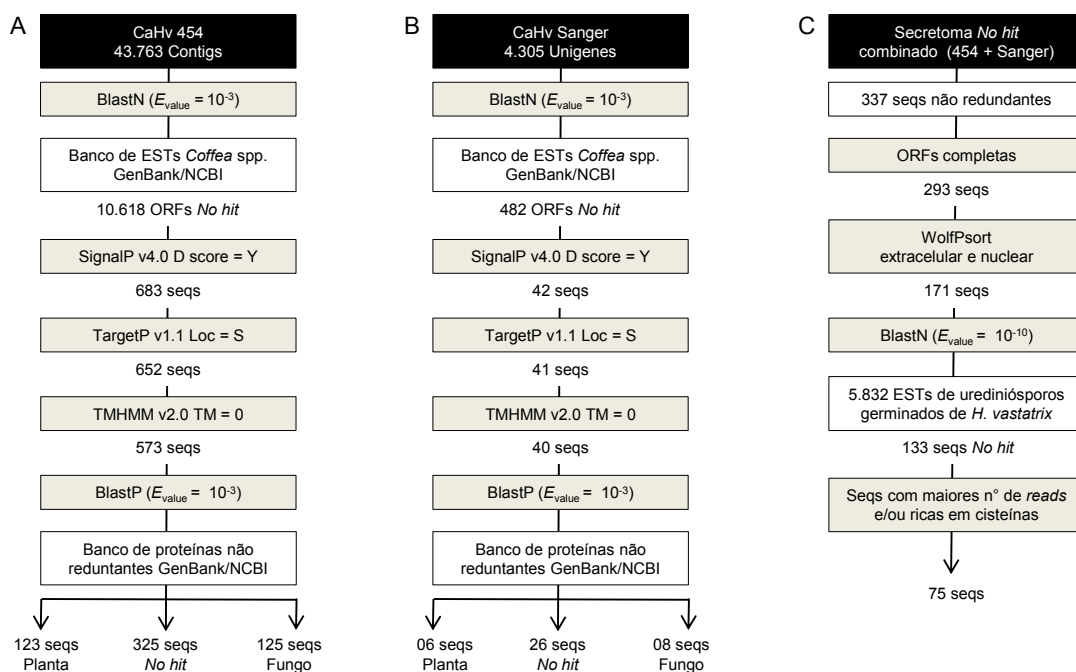 A
CaHv 454
43.763 Contigs
BlastN (Evalue = 10-3)
Banco de ESTs Coffea spp.
GenBank/NCBI
10.618 ORFs No hit
SignalP v4.0 D score = Y
683 seqs
TargetP v1.1 Loc = S
652 seqs
TMHMM v2.0 TM = 0
573 seqs
BlastP (Evalue = 10-3)
Banco de proteínas não
reduntantes GenBank/NCBI
123 seqs
Planta
325 seqs
No hit
125 seqs
Fungo
B
CaHv Sanger
4.305 Unigenes
BlastN (Evalue = 10-3)
Banco de ESTs Coffea spp.
GenBank/NCBI
482 ORFs No hit
SignalP v4.0 D score = Y
42 seqs
TargetP v1.1 Loc = S
41 seqs
TMHMM v2.0 TM = 0
40 seqs
BlastP (Evalue = 10-3)
Banco de proteínas não
reduntantes GenBank/NCBI
06 seqs
Planta
26 seqs
No hit
08 seqs
Fungo
C
Secretoma No hit
combinado (454 + Sanger)
337 seqs não redundantes
ORFs completas
293 seqs
WolfPsort
extracelular e nuclear
171 seqs
BlastN (Evalue = 10-10)
5.832 ESTs de urediniósporos
germinados de H. vastatrix
133 seqs No hit
Seqs com maiores n° de reads
e/ou ricas em cisteínas
75 seqs